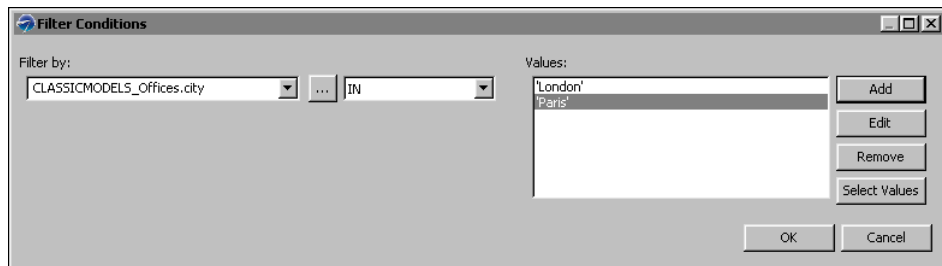 Filter Conditions
Filter by:
CLASSICMODELS_Offices.city
...
IN
Values:
'London'
'Paris'
Add
Edit
Remove
Select Values
OK
Cancel